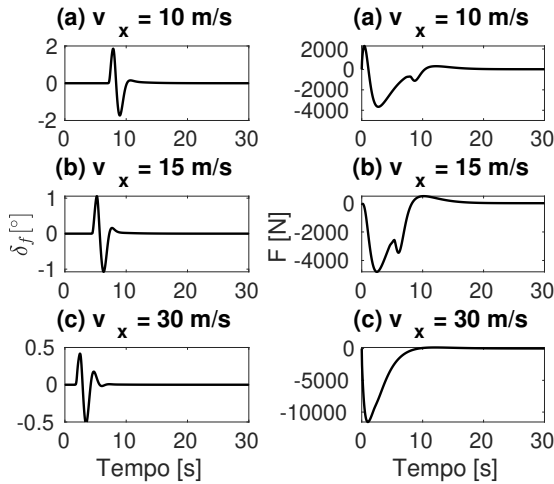 (a) v x = 10 m/s
2
0
-2
0 10 20 30
(b) v x = 15 m/s
1
0
-1
0 10 20 30
δf[°]
(c) v x = 30 m/s
0.5
0
-0.5
0 10 20 30
Tempo [s]
(a) v x = 10 m/s
2000
0
-2000
-4000
0 10 20 30
(b) v x = 15 m/s
0
-2000
-4000
0 10 20 30
F [N]
(c) v x = 30 m/s
0
-5000
-10000
0 10 20 30
Tempo [s]